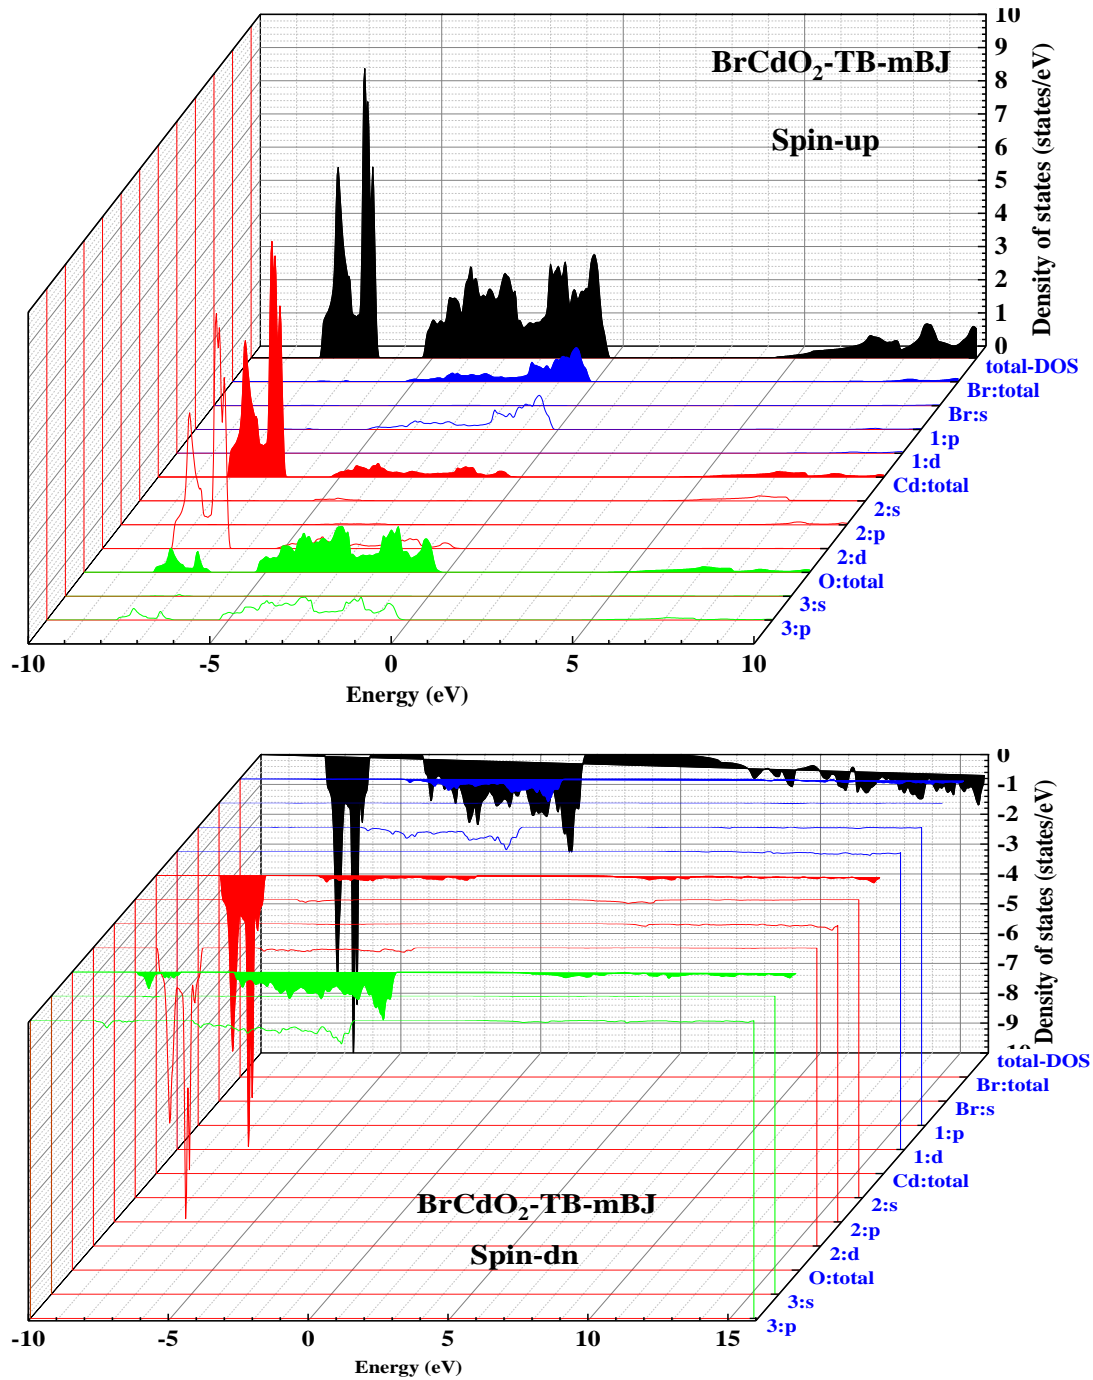 10
9
8
7
6
5
4
3
2
1
0
Density of states (states/eV)
BrCdO₂-TB-mBJ
Spin-up
total-DOS
Br:total
Br:s
1:p
1:d
Cd:total
2:s
2:p
2:d
O:total
3:s
3:p
-10 -5 0 5 10
Energy (eV)
0
-1
-2
-3
-4
-5
-6
-7
-8
-9
-10
Density of states (states/eV)
total-DOS
Br:total
Br:s
1:p
1:d
Cd:total
2:s
2:p
2:d
O:total
3:s
3:p
BrCdO₂-TB-mBJ
Spin-dn
-10 -5 0 5 10 15
Energy (eV)